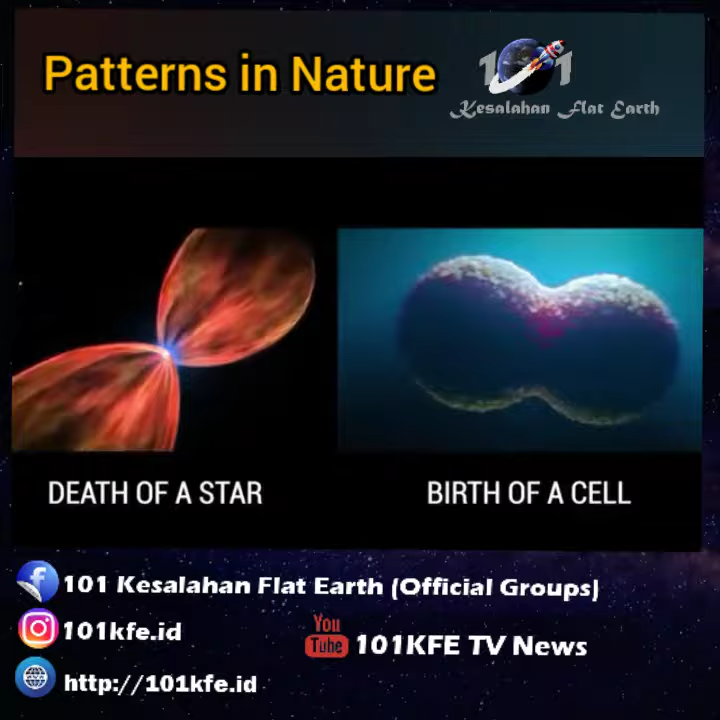 Patterns in Nature
101
Kesalahan Flat Earth
DEATH OF A STAR
BIRTH OF A CELL
101 Kesalahan Flat Earth (Official Groups)
101kfe.id
You
Tube
101KFE TV News
http://101kfe.id